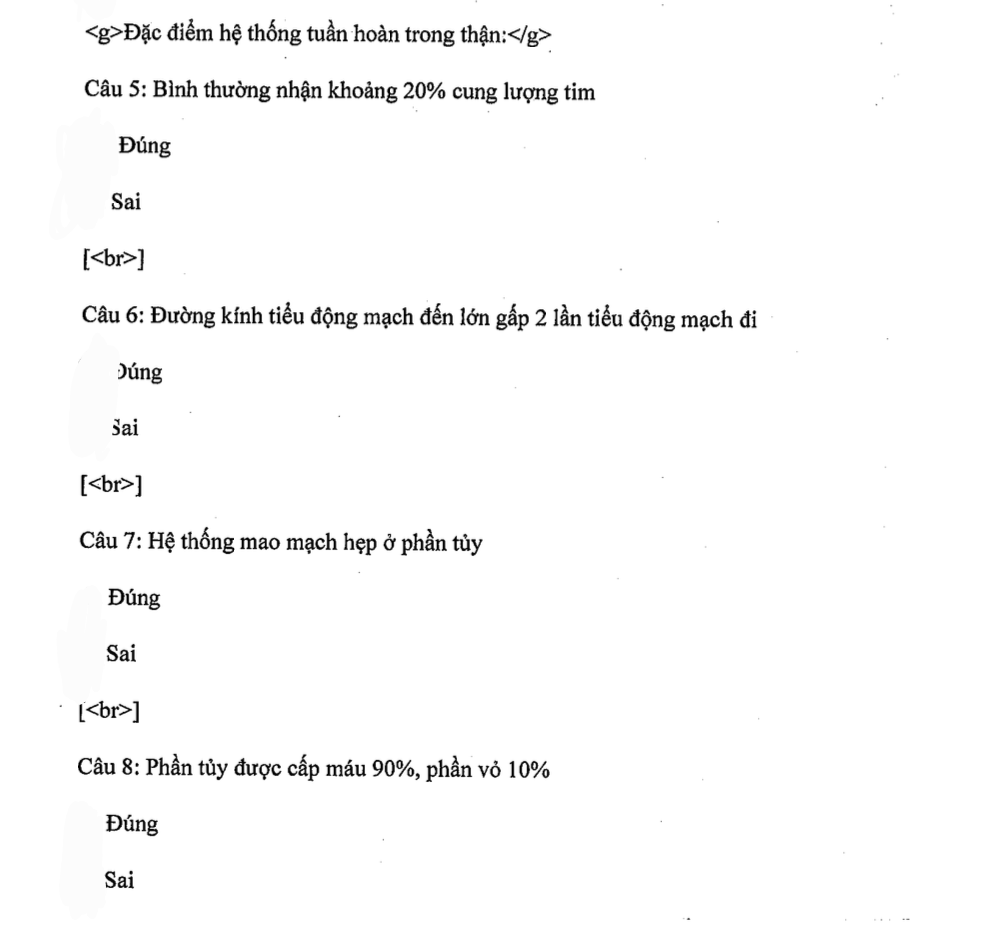 <g>Đặc điểm hệ thống tuần hoàn trong thận:</g>
Câu 5: Bình thường nhận khoảng 20% cung lượng tim
Đúng
Sai
[<br>]
Câu 6: Đường kính tiểu động mạch đến lớn gấp 2 lần tiểu động mạch đi
Đúng
Sai
[<br>]
Câu 7: Hệ thống mao mạch hẹp ở phần tủy
Đúng
Sai
[<br>]
Câu 8: Phần tủy được cấp máu 90%, phần vỏ 10%
Đúng
Sai